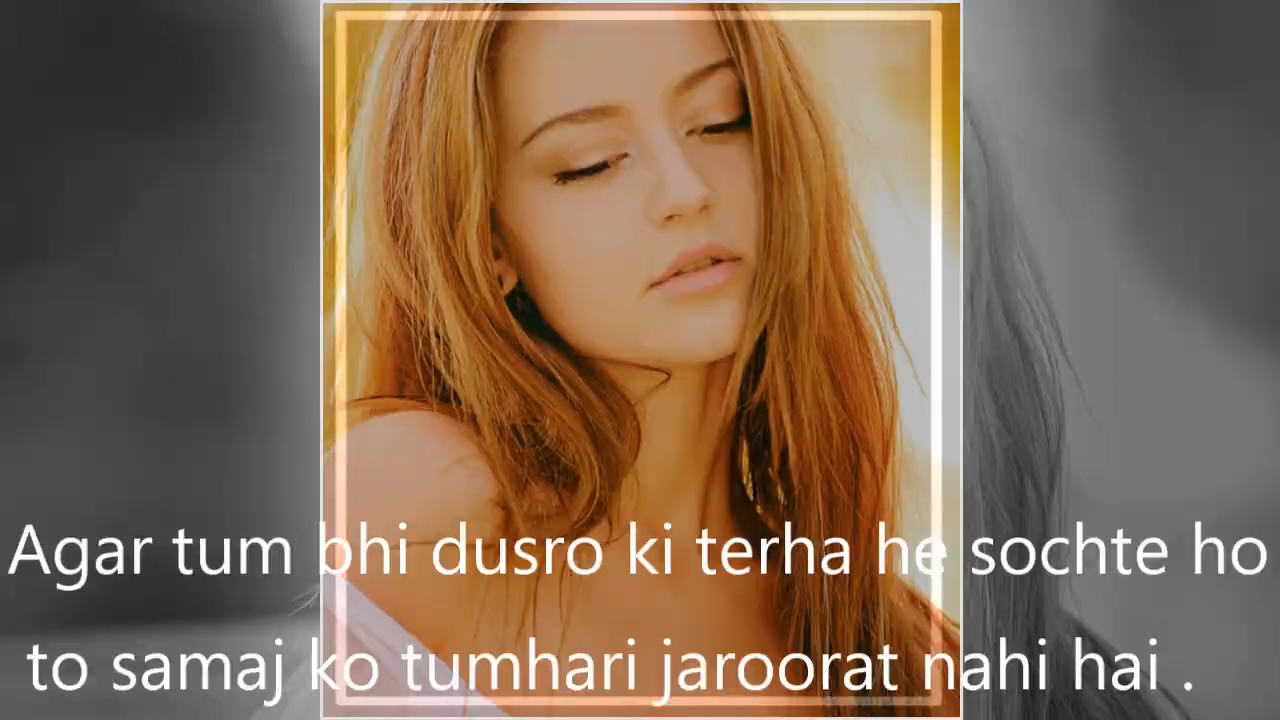 Agar tum bhi dusro ki terha he sochte ho
to samaj ko tumhari jaroorat nahi hai .